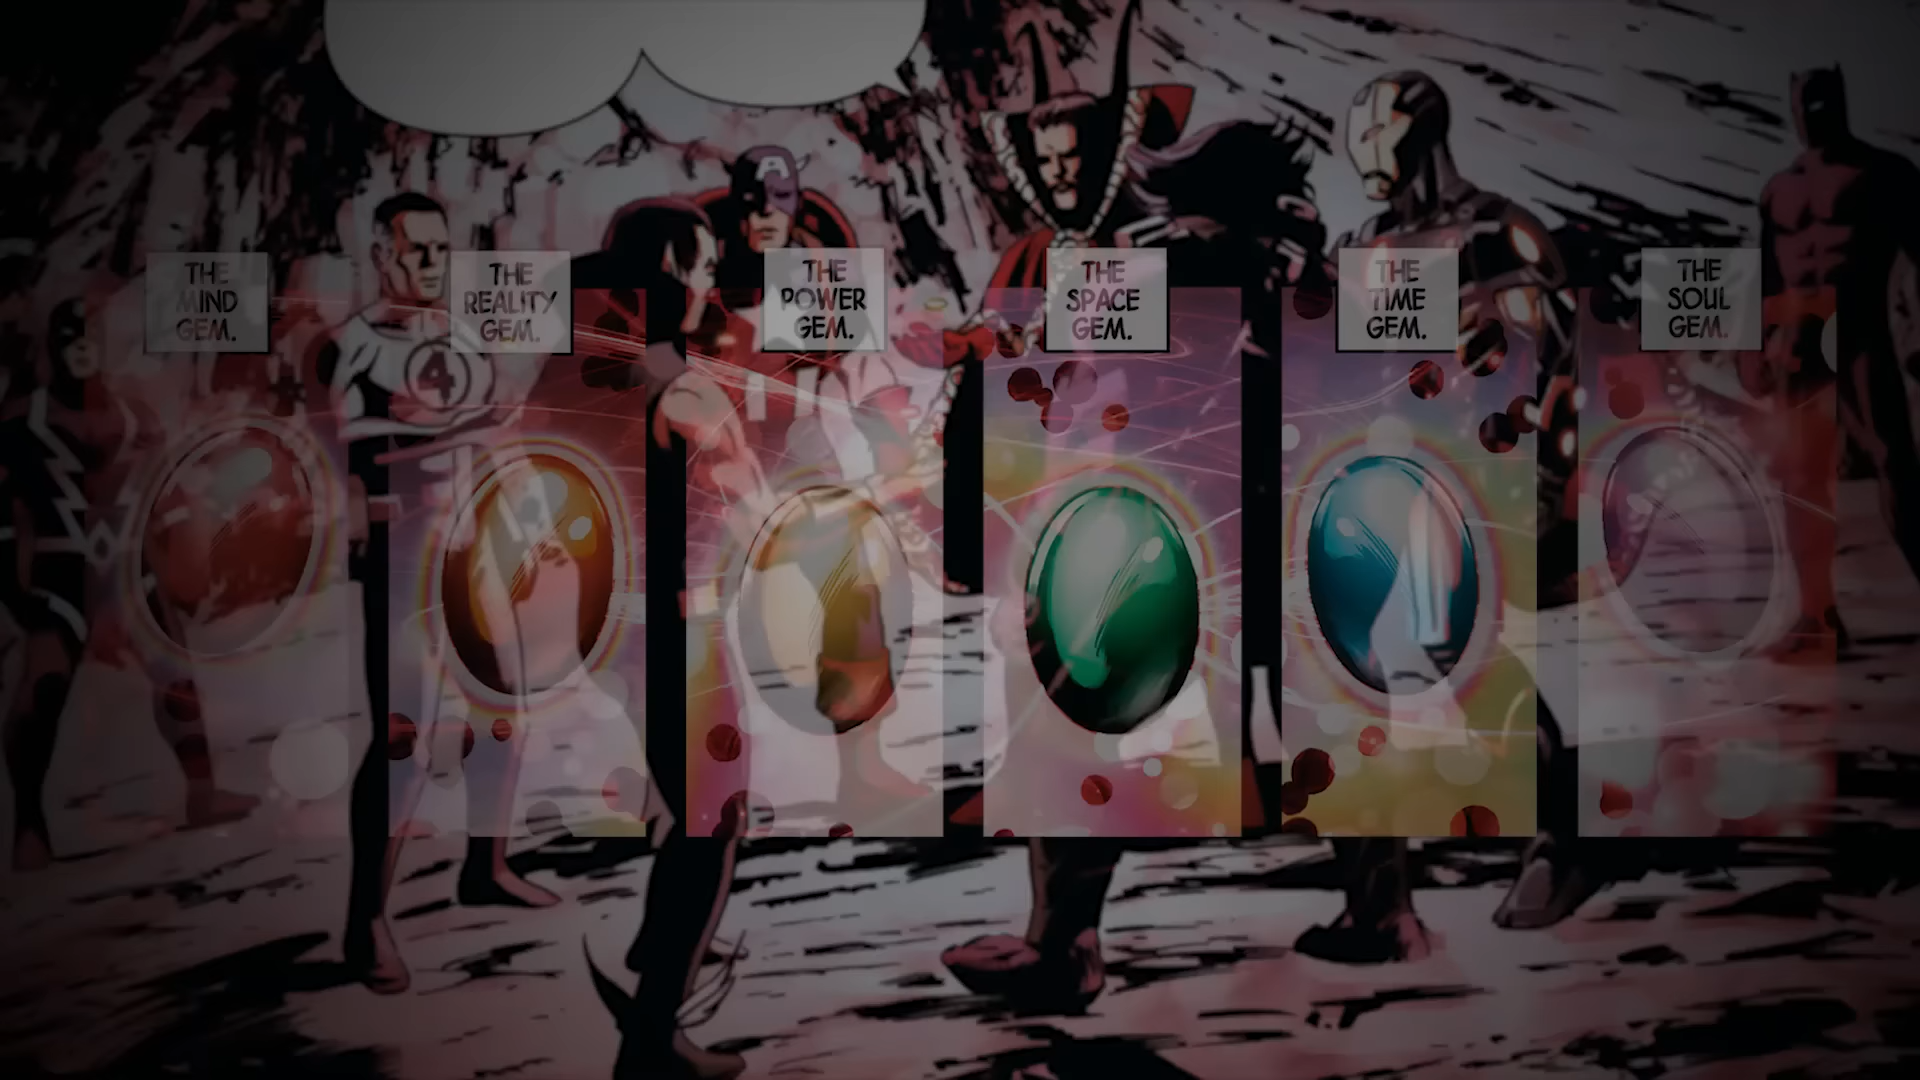 THE
MIND
GEM.
THE
REALITY
GEM.
THE
POWER
GEM.
THE
SPACE
GEM.
THE
TIME
GEM.
THE
SOUL
GEM.
4
A